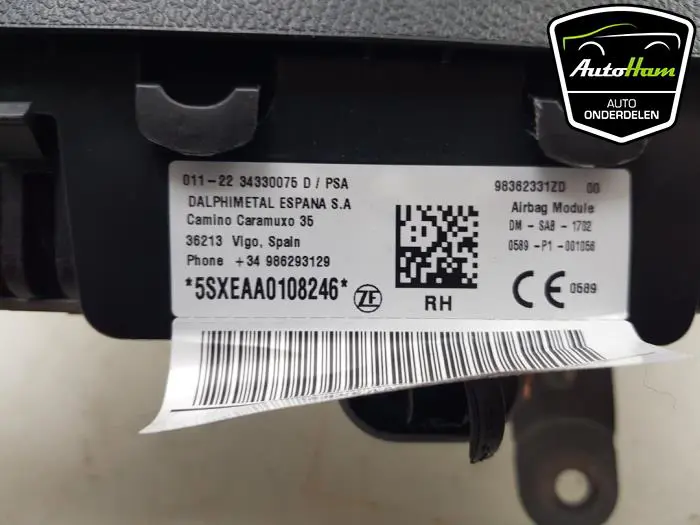 AutoHam
AUTO
ONDERDELEN
011-22 34330075 D / PSA
DALPHIMETAL ESPANA S.A
Camino Caramuxo 35
36213 Vigo, Spain
Phone +34 986293129
*5SXEAA0108246*
ZF
RH
98362331ZD 00
Airbag Module
DM - SAB - 1702
0589 - P1 - 001056
CE 0589